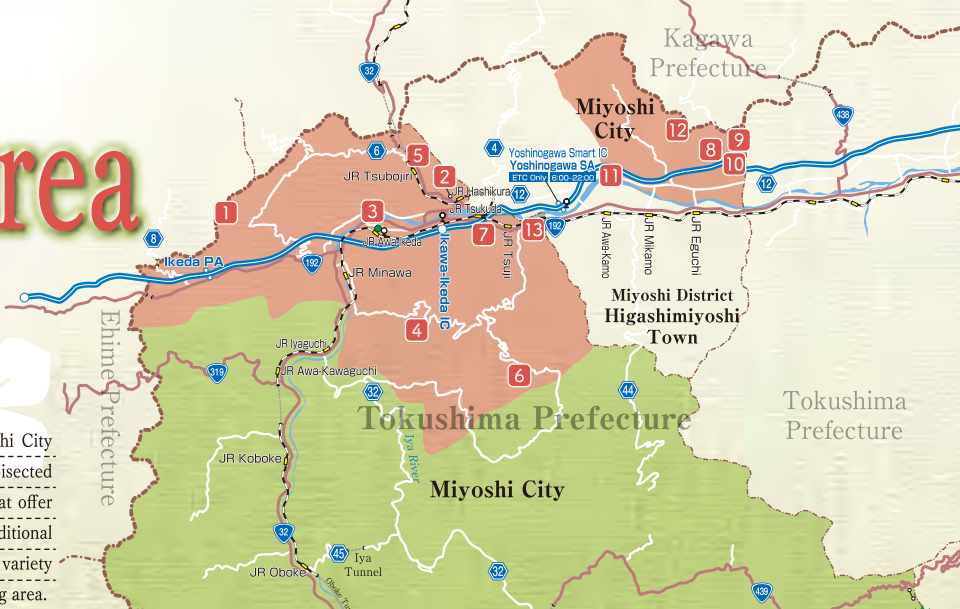 Kagawa
Prefecture
32
438
Miyoshi
City
12
9
8
10
6
5
4
Yoshinogawa Smart IC
Yoshinogawa SA
ETC Only 6:00-22:00
11
JR Tsubojiri
2
JR Hashikura
12
12
rea
1
3
JR Tsukuda
7
13
192
8
JR Awa-Ikeda
JR Tsuji
JR Awa-Kamo
JR Mikamo
JR Eguchi
Ikeda PA
192
JR Minawa
Ikawa-Ikeda IC
Miyoshi District
Higashimiyoshi
Town
4
Ehime Prefecture
JR Iyaguchi
319
JR Awa-Kawaguchi
6
32
44
Tokushima Prefecture
Tokushima
Prefecture
hi City
isected
at offer
ditional
variety
g area.
Iya River
JR Koboke
Miyoshi City
32
45
Iya
Tunnel
JR Oboke
32
439